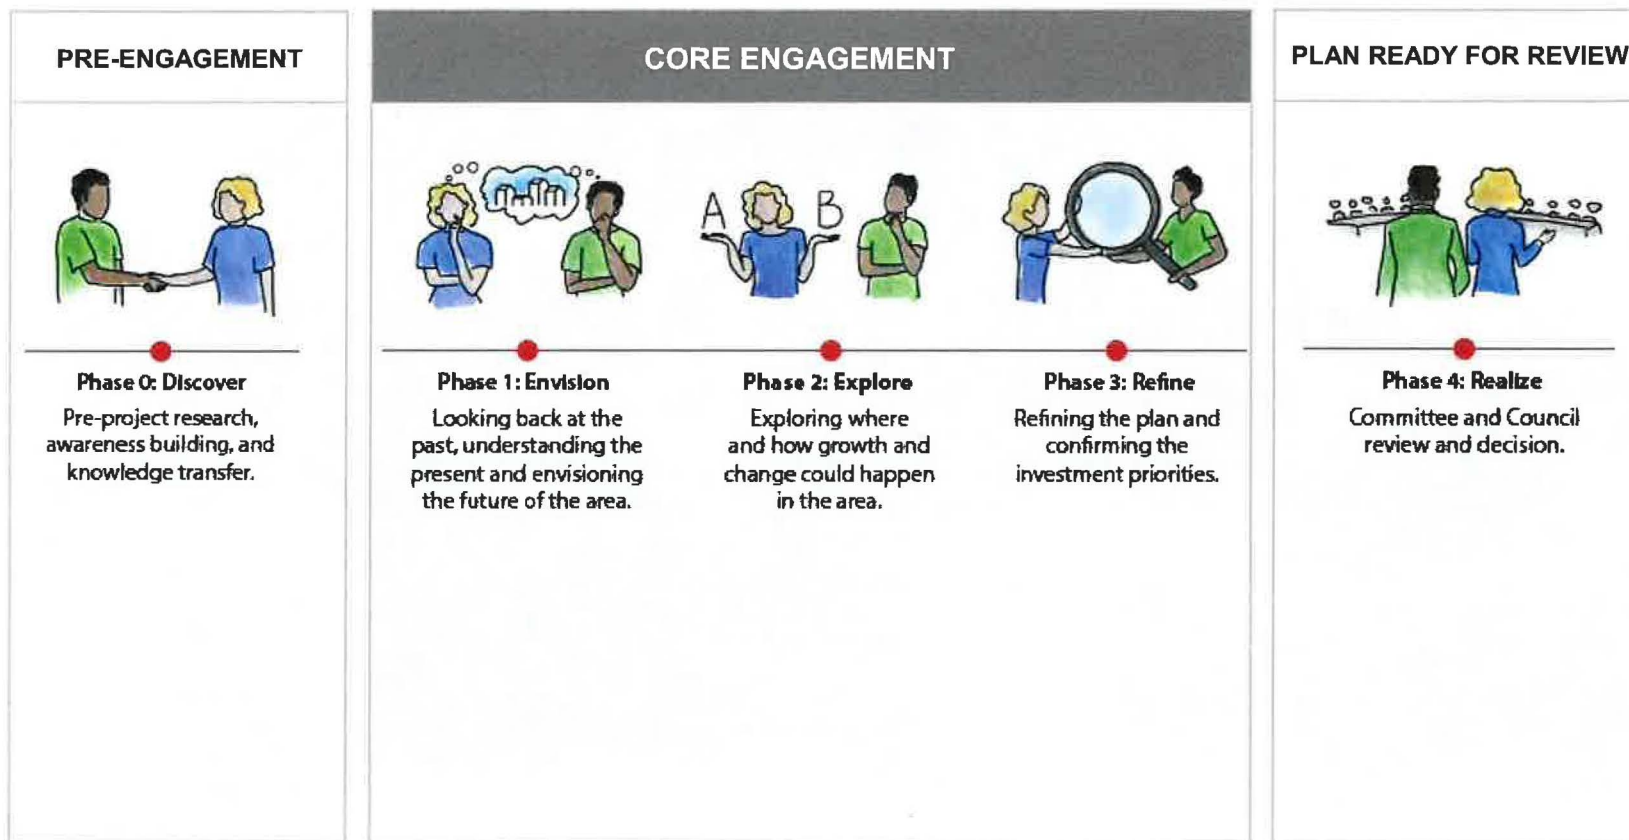 PRE-ENGAGEMENT
CORE ENGAGEMENT
PLAN READY FOR REVIEW
A
B
Phase 0: Discover
Pre-project research,
awareness building, and
knowledge transfer.
Phase 1: Envision
Looking back at the
past, understanding the
present and envisioning
the future of the area.
Phase 2: Explore
Exploring where
and how growth and
change could happen
in the area.
Phase 3: Refine
Refining the plan and
confirming the
investment priorities.
Phase 4: Realize
Committee and Council
review and decision.